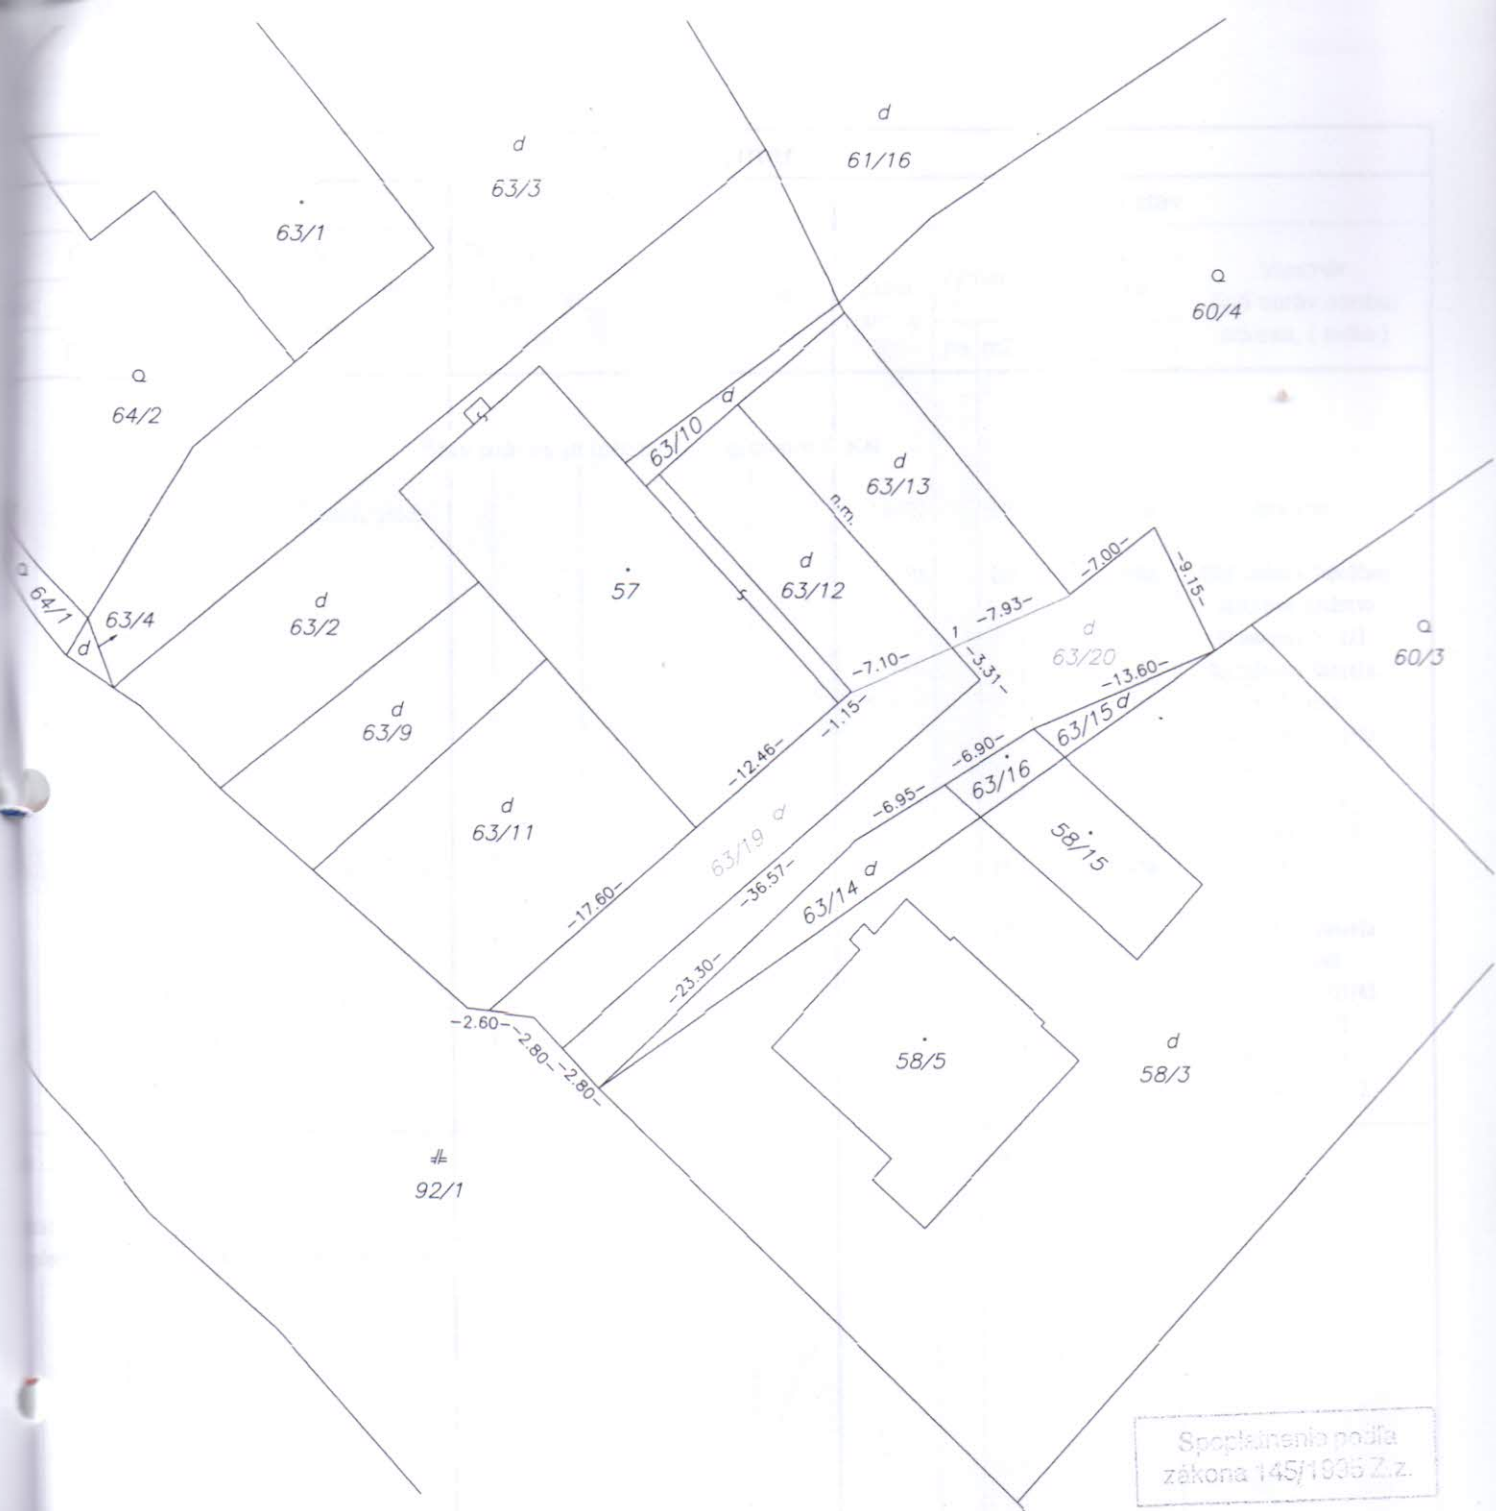 d
61/16
d
63/3
63/1
Q
60/4
Q
64/2
d
63/10
d
63/13
n.m.
d
63/12
s
57
-7.00-
-9.15-
Q
64/1
63/4
d
d
63/2
1
-7.93-
-7.10-
-3.31-
d
63/20
Q
60/3
-13.60-
-1.15-
d
63/9
63/15 d
-12.46-
-6.90-
63/16
d
63/11
-6.95-
63/19 d
58/15
-36.57-
63/14 d
-17.60-
-23.30-
-2.60-
-2.80-
-2.80-
58/5
d
58/3
92/1
Spoplatnenie podľa
zákona 145/1995 Z.z.